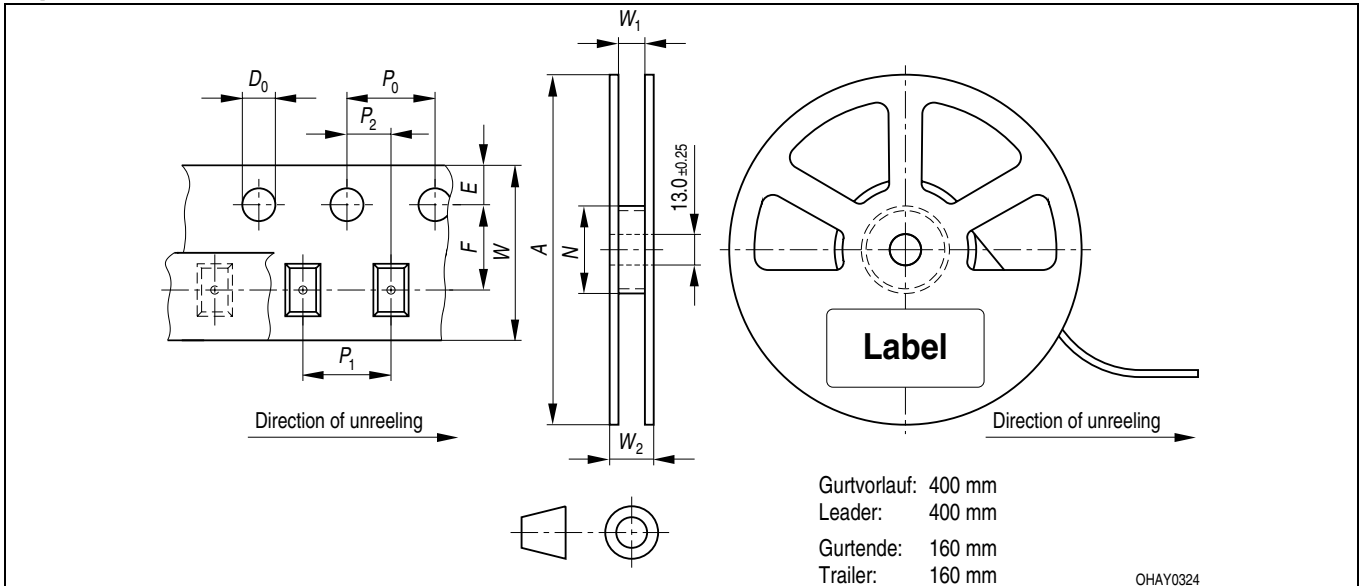 W₁
D₀
P₀
P₂
E
F
W
A
N
13.0 ±0.25
Label
P₁
Direction of unreeling
W₂
Direction of unreeling
Gurtvorlauf: 400 mm
Leader: 400 mm
Gurtende: 160 mm
Trailer: 160 mm
OHAY0324